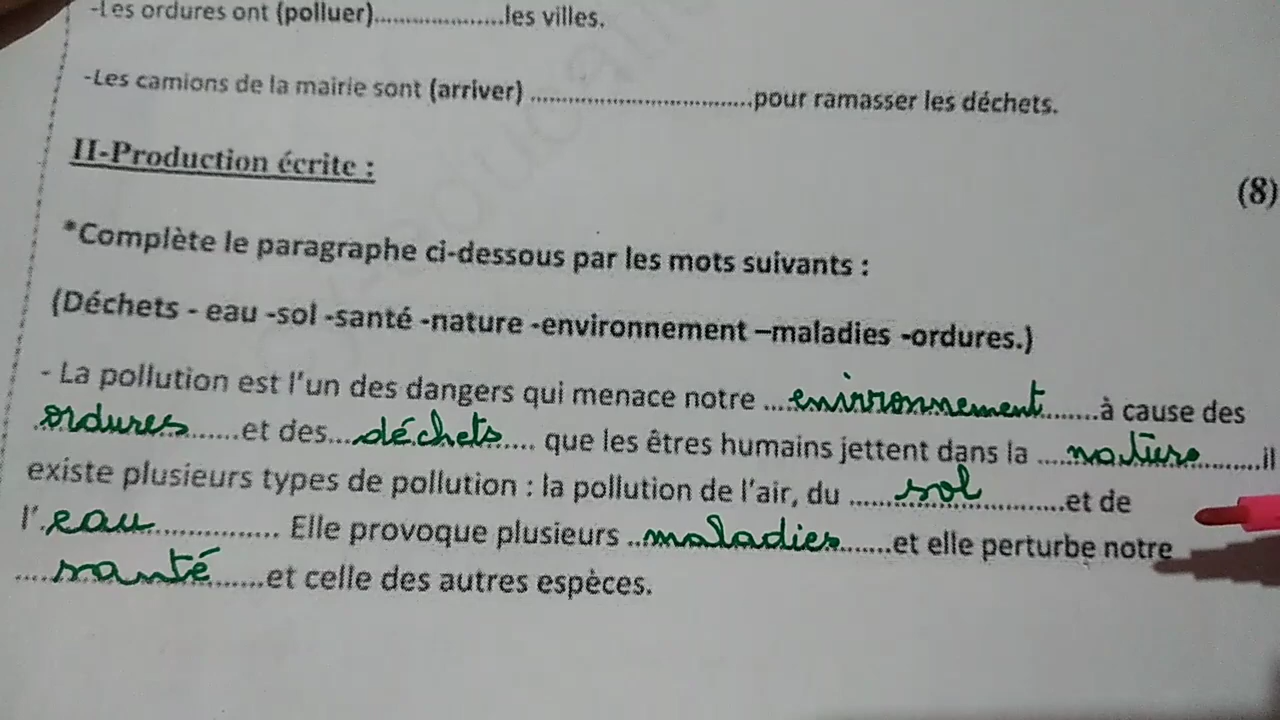 -Les ordures ont (polluer)....................les villes.
-Les camions de la mairie sont (arriver) ...................................pour ramasser les déchets.
II-Production écrite :
(8)
*Complète le paragraphe ci-dessous par les mots suivants :
(Déchets - eau -sol -santé -nature -environnement –maladies -ordures.)
- La pollution est l'un des dangers qui menace notre ....environnement........à cause des
ordures.......et des....déchets.... que les êtres humains jettent dans la .....nature..........il
existe plusieurs types de pollution : la pollution de l'air, du ......sol............et de
l'.eau.............. Elle provoque plusieurs ..maladies.......et elle perturbe notre
.....santé.......et celle des autres espèces.